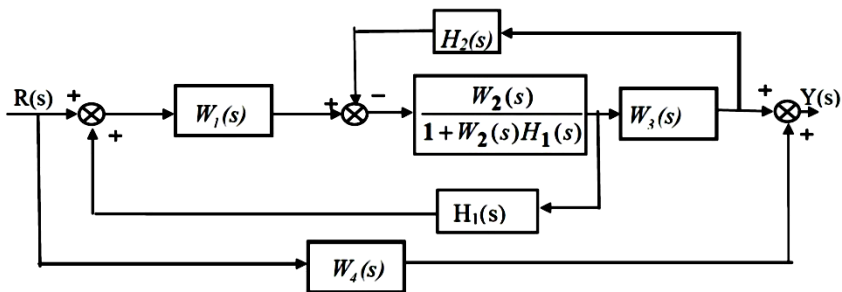 H₂(s)
R(s) + + W₁(s) + − W₂(s) / 1+W₂(s)H₁(s) W₃(s) + Y(s) +
H₁(s)
W₄(s)